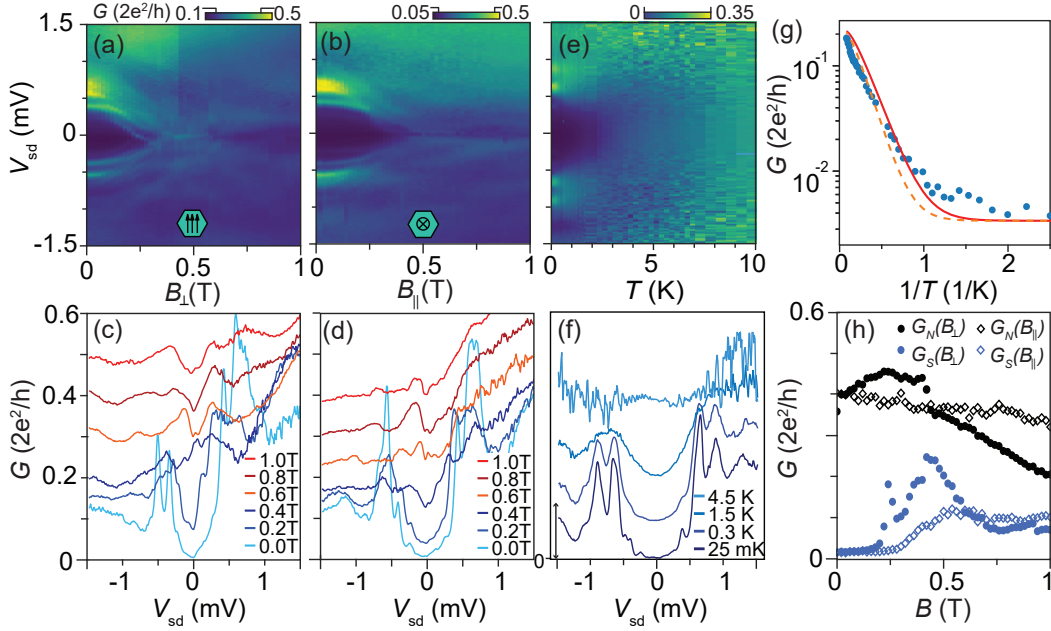 G (2e²/h) 0.1 0.5
0.05 0.5
0 0.35
(a)
(b)
(e)
(g)
1.5
0
-1.5
V_sd (mV)
0 0.5 1
B_⊥(T)
0 0.5 1
B_||(T)
0 5 10
T (K)
G (2e²/h)
10⁻¹
10⁻²
0 1 2
1/T (1/K)
(c)
(d)
(f)
(h)
0.6
0.4
0.2
0
G (2e²/h)
1.0T
0.8T
0.6T
0.4T
0.2T
0.0T
-1 0 1
V_sd (mV)
1.0T
0.8T
0.6T
0.4T
0.2T
0.0T
-1 0 1
V_sd (mV)
4.5 K
1.5 K
0.3 K
25 mK
0
-1 0 1
V_sd (mV)
G_N(B_⊥) G_N(B_||)
G_S(B_⊥) G_S(B_||)
0.6
0
G (2e²/h)
0 0.5 1
B (T)